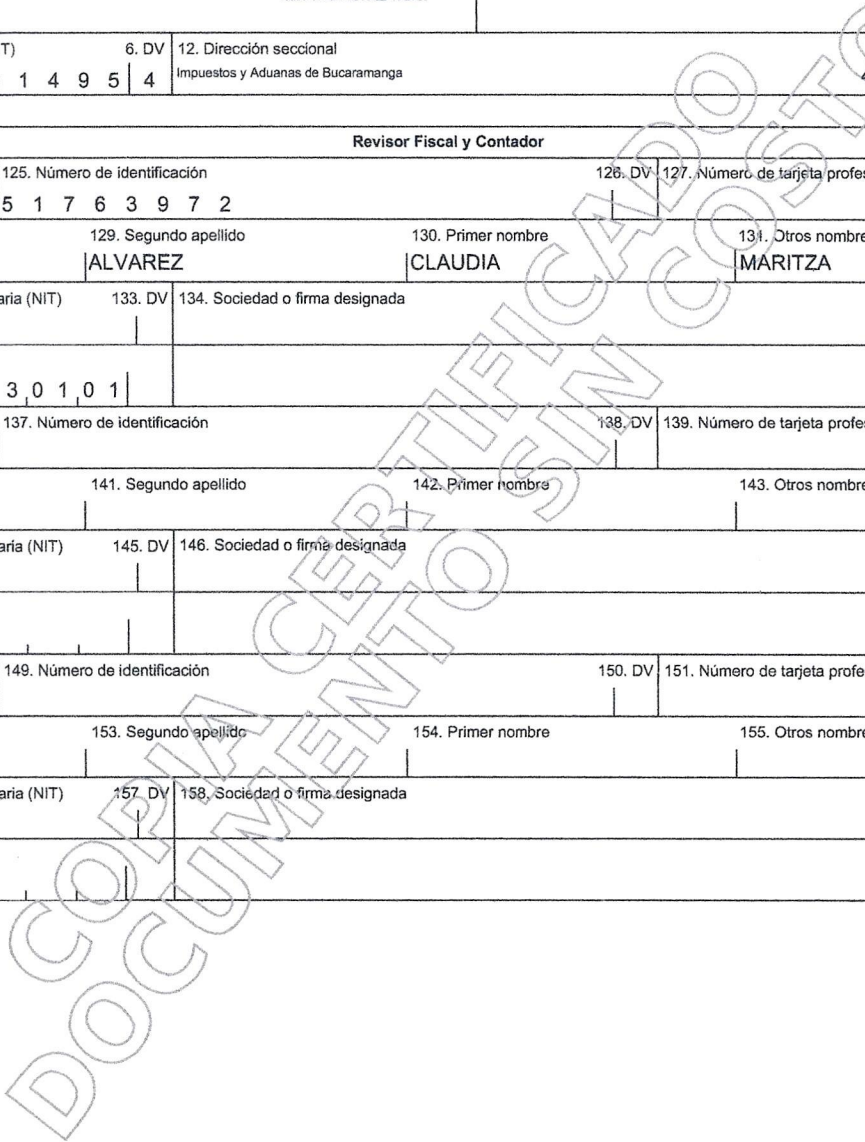 T) 6. DV 12. Dirección seccional
1 4 9 5 4 Impuestos y Aduanas de Bucaramanga
Revisor Fiscal y Contador
125. Número de identificación 126. DV 127. Número de tarjeta profes
5 1 7 6 3 9 7 2
129. Segundo apellido 130. Primer nombre 131. Otros nombre
ALVAREZ CLAUDIA MARITZA
aria (NIT) 133. DV 134. Sociedad o firma designada
3 0 1 0 1
137. Número de identificación 138. DV 139. Número de tarjeta profes
141. Segundo apellido 142. Primer nombre 143. Otros nombre
aria (NIT) 145. DV 146. Sociedad o firma designada
149. Número de identificación 150. DV 151. Número de tarjeta profe
153. Segundo apellido 154. Primer nombre 155. Otros nombre
aria (NIT) 157. DV 158. Sociedad o firma designada
COPIA CERTIFICADO
DOCUMENTO SIN COSTO